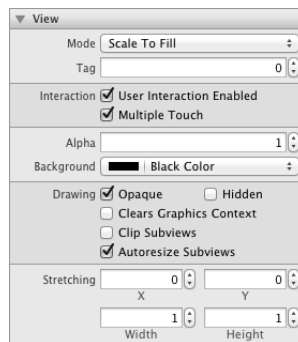 View
Mode Scale To Fill
Tag 0
Interaction User Interaction Enabled
Multiple Touch
Alpha 1
Background Black Color
Drawing Opaque Hidden
Clears Graphics Context
Clip Subviews
Autoresize Subviews
Stretching 0 0
X Y
1 1
Width Height